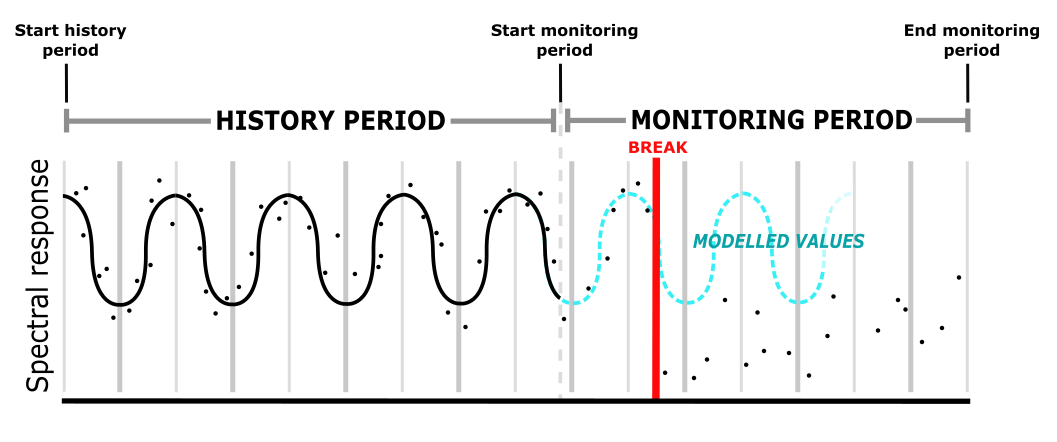 Start history
period
Start monitoring
period
End monitoring
period
HISTORY PERIOD
MONITORING PERIOD
BREAK
Spectral response
MODELLED VALUES